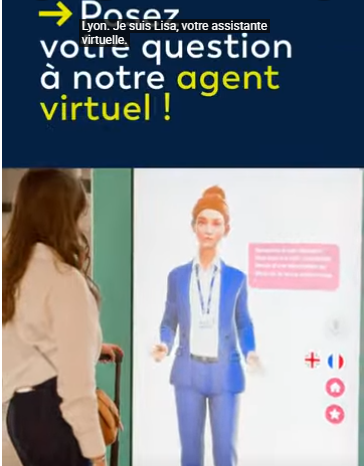 → Posez
Lyon. Je suis Lisa, votre assistante
virtuelle.
votre question
à notre agent
virtuel !